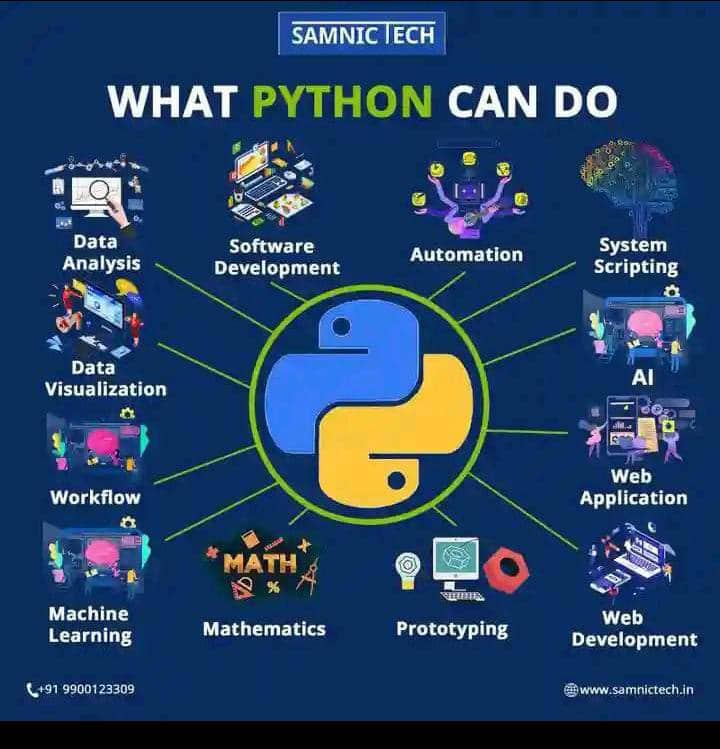 SAMNIC TECH
WHAT PYTHON CAN DO
Data
Analysis
Software
Development
Automation
System
Scripting
Data
Visualization
AI
Workflow
Web
Application
Machine
Learning
MATH
%
Mathematics
Prototyping
Web
Development
+91 9900123309
www.samnictech.in